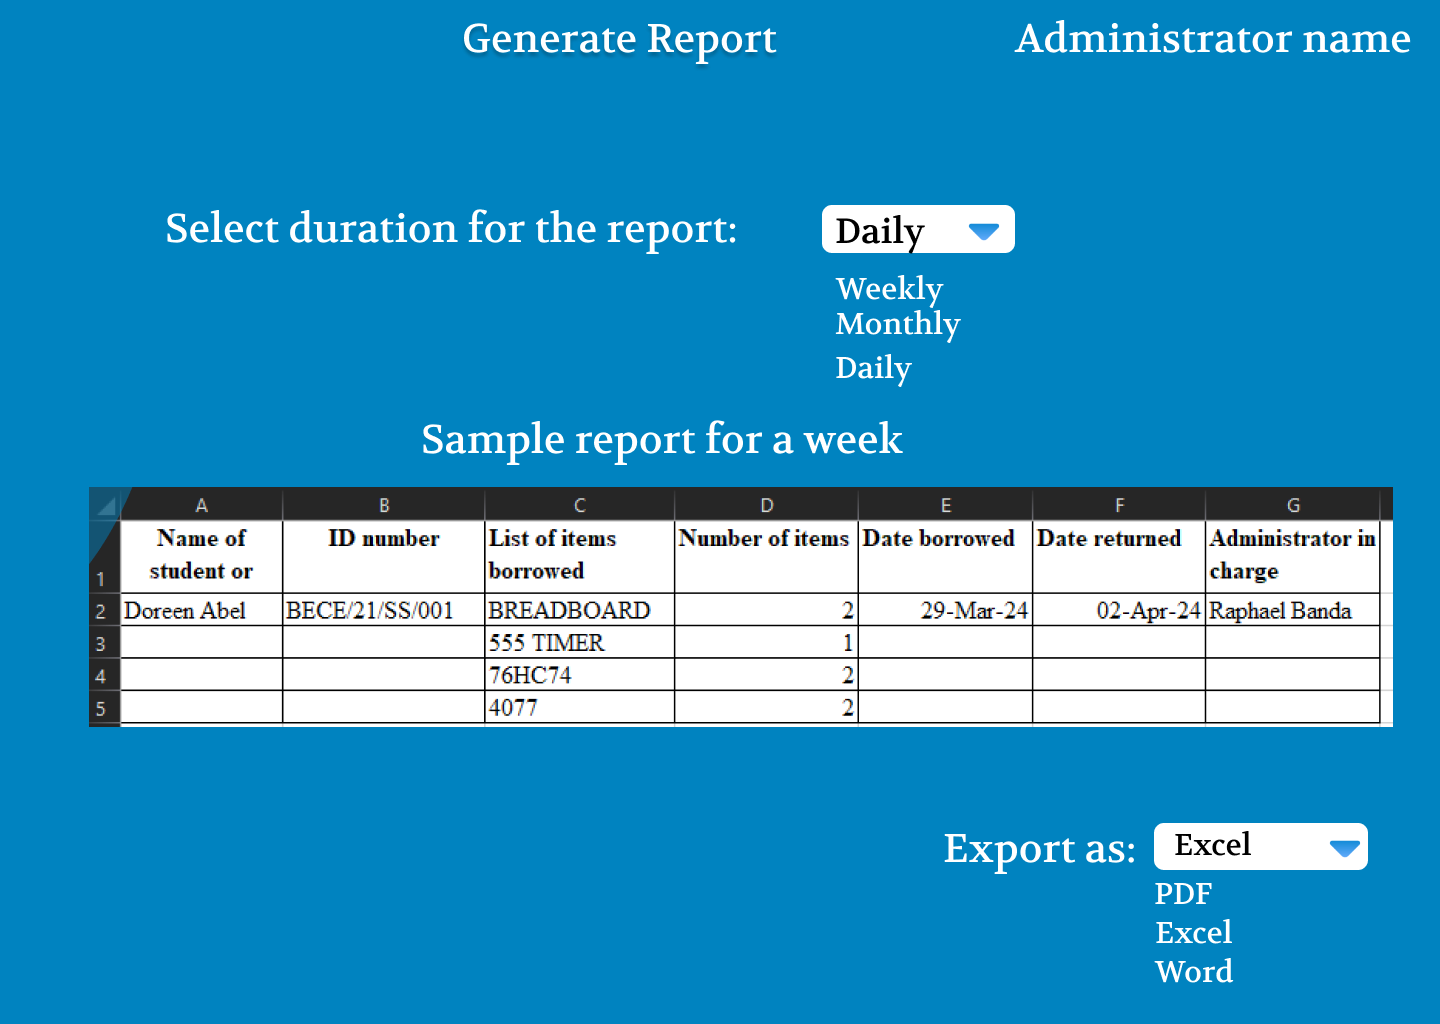 Generate Report Administrator name
Select duration for the report: Daily
Weekly
Monthly
Daily
Sample report for a week
A B C D E F G
1 Name of student or ID number List of items borrowed Number of items Date borrowed Date returned Administrator in charge
2 Doreen Abel BECE/21/SS/001 BREADBOARD 2 29-Mar-24 02-Apr-24 Raphael Banda
3 555 TIMER 1
4 76HC74 2
5 4077 2
Export as: Excel
PDF
Excel
Word